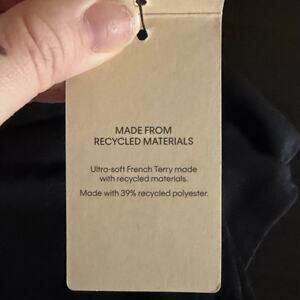 MADE FROM
RECYCLED MATERIALS
Ultra-soft French Terry made
with recycled materials.
Made with 39% recycled polyester.